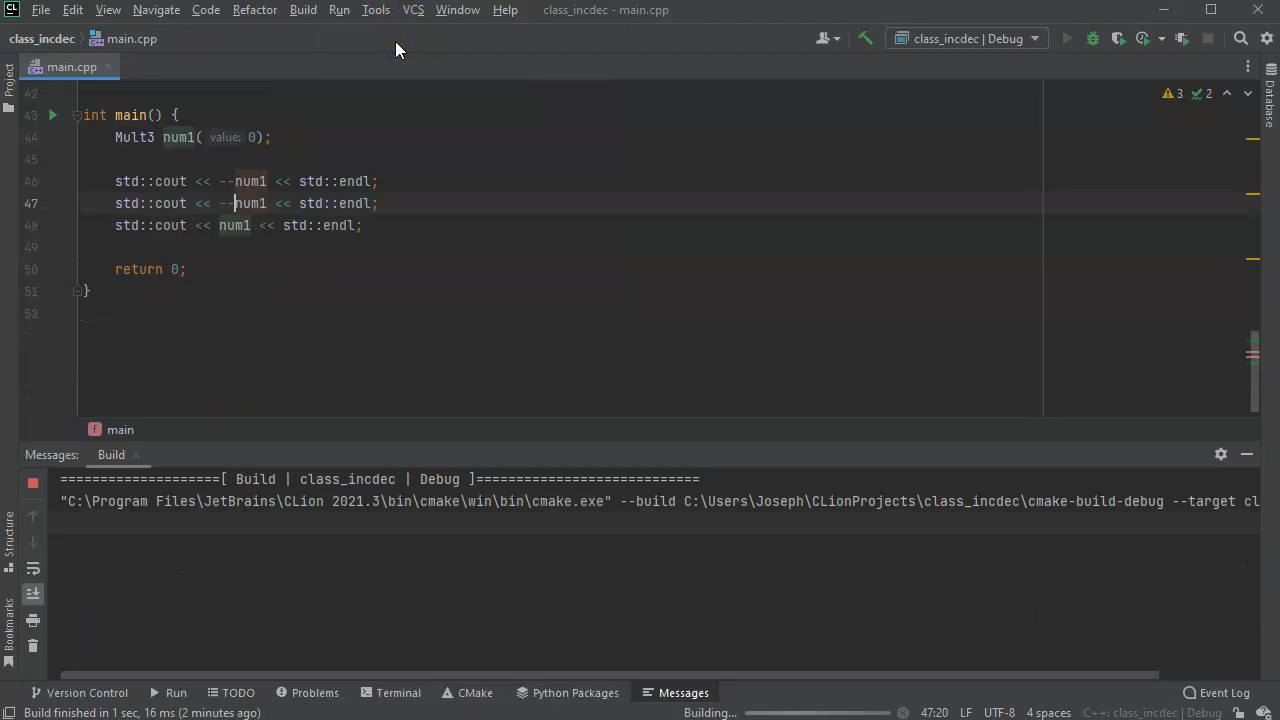 CL File Edit View Navigate Code Refactor Build Run Tools VCS Window Help class_incdec - main.cpp
class_incdec main.cpp class_incdec | Debug
Project main.cpp Database
42 3 2
43 int main() {
44 Mult3 num1( value: 0);
45
46 std::cout << --num1 << std::endl;
47 std::cout << --num1 << std::endl;
48 std::cout << num1 << std::endl;
49
50 return 0;
51 }
52
f main
Messages: Build
====================[ Build | class_incdec | Debug ]============================
"C:\Program Files\JetBrains\CLion 2021.3\bin\cmake\win\bin\cmake.exe" --build C:\Users\Joseph\CLionProjects\class_incdec\cmake-build-debug --target cl
Structure
Bookmarks
Version Control Run TODO Problems Terminal CMake Python Packages Messages Event Log
Build finished in 1 sec, 16 ms (2 minutes ago) Building... 47:20 LF UTF-8 4 spaces C++: class_incdec | Debug